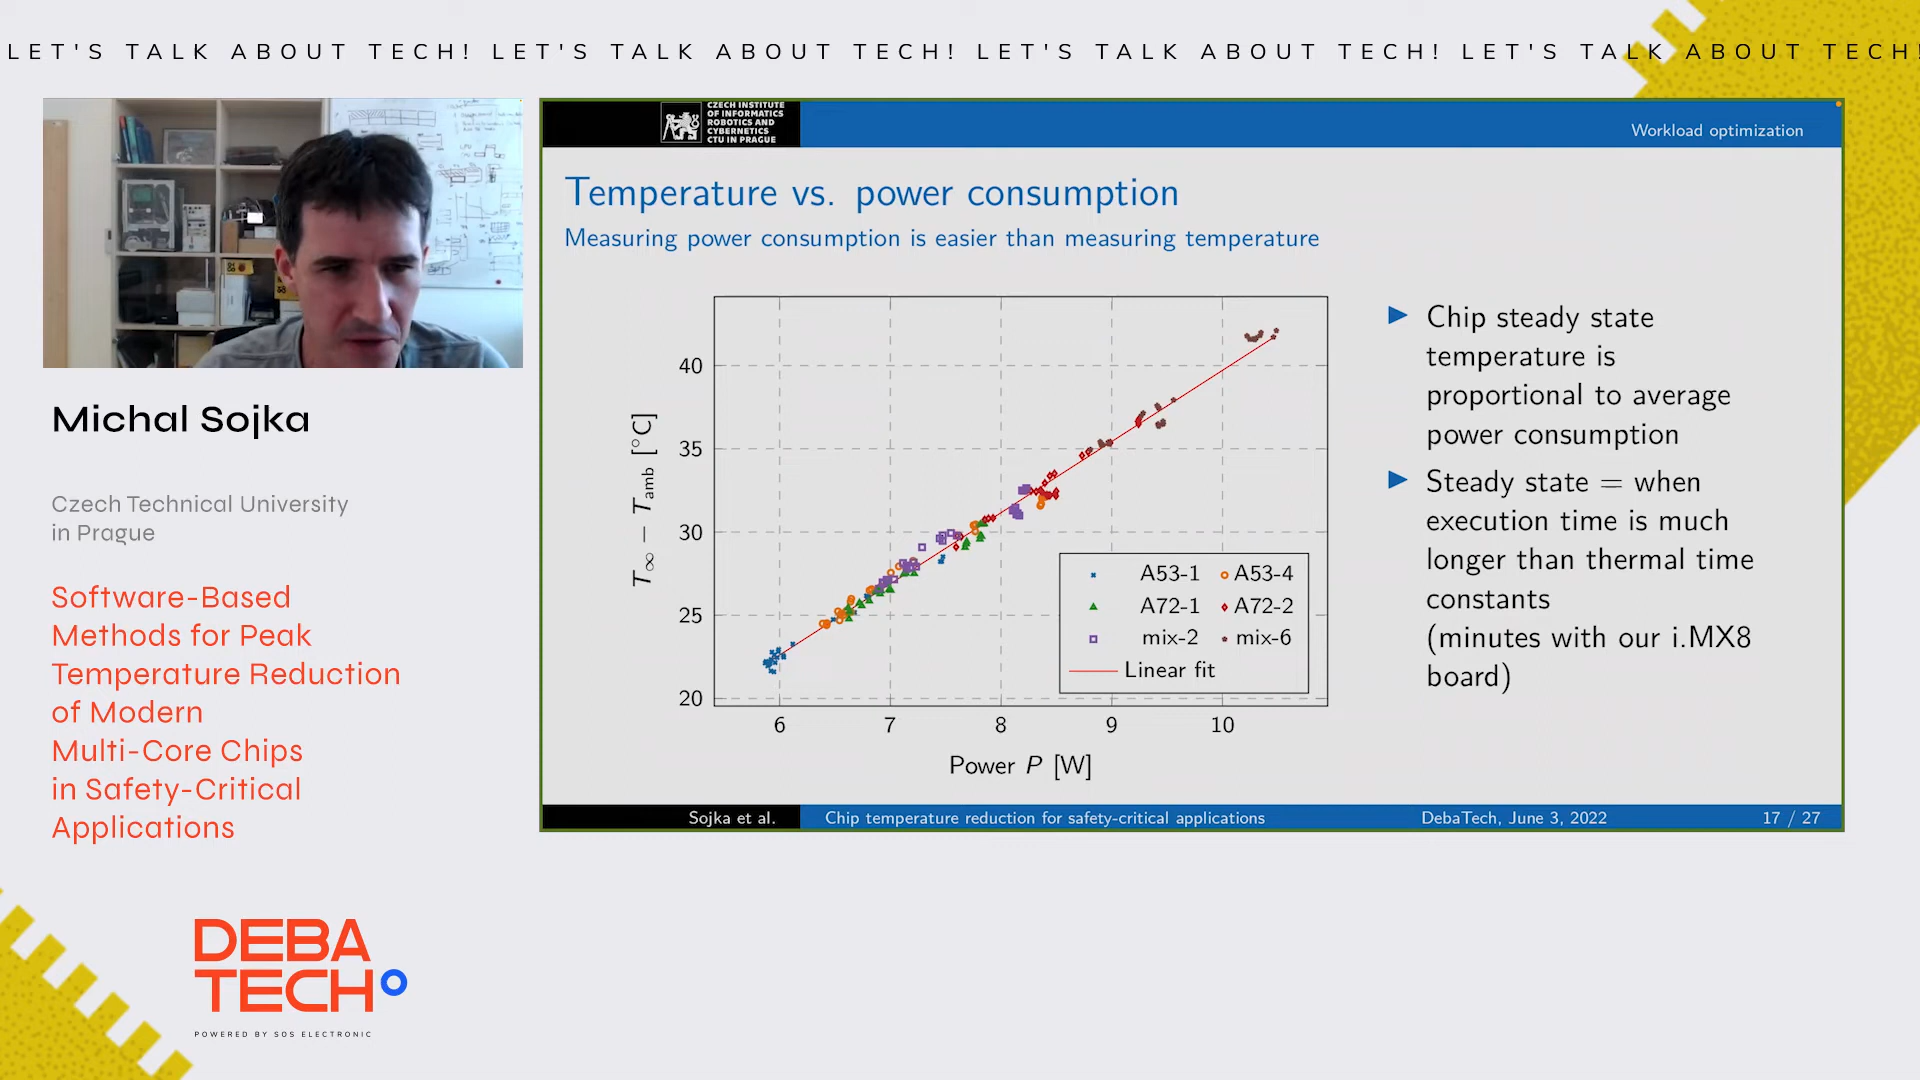 LET'S TALK ABOUT TECH! LET'S TALK ABOUT TECH! LET'S TALK ABOUT TECH! LET'S TALK ABOUT TECH!
Michal Sojka
Czech Technical University
in Prague
Software-Based
Methods for Peak
Temperature Reduction
of Modern
Multi-Core Chips
in Safety-Critical
Applications
DEBA
TECH
POWERED BY SOS ELECTRONIC
CZECH INSTITUTE
OF INFORMATICS
ROBOTICS AND
CYBERNETICS
CTU IN PRAGUE
Workload optimization
Temperature vs. power consumption
Measuring power consumption is easier than measuring temperature
T∞ − Tamb [°C]
40
35
30
25
20
6 7 8 9 10
Power P [W]
A53-1 A53-4
A72-1 A72-2
mix-2 mix-6
Linear fit
Chip steady state
temperature is
proportional to average
power consumption
Steady state = when
execution time is much
longer than thermal time
constants
(minutes with our i.MX8
board)
Sojka et al.
Chip temperature reduction for safety-critical applications
DebaTech, June 3, 2022
17 / 27